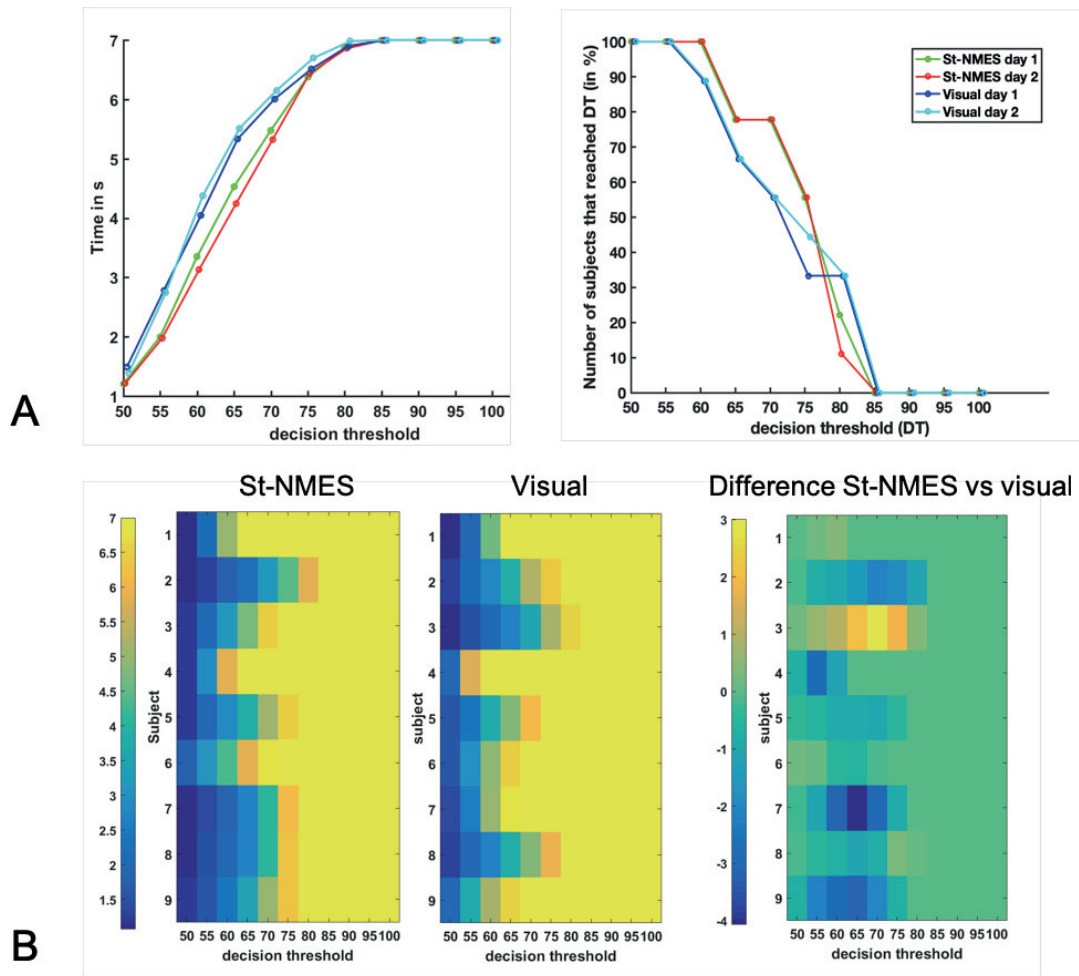 A
Time in s
7
6
5
4
3
2
1
50 55 60 65 70 75 80 85 90 95 100
decision threshold
Number of subjects that reached DT (in %)
100
90
80
70
60
50
40
30
20
10
0
50 55 60 65 70 75 80 85 90 95 100
decision threshold (DT)
St-NMES day 1
St-NMES day 2
Visual day 1
Visual day 2
B
St-NMES
7
6.5
6
5.5
5
4.5
4
3.5
3
2.5
2
1.5
Subject
1
2
3
4
5
6
7
8
9
50 55 60 65 70 75 80 85 90 95100
decision threshold
Visual
subject
1
2
3
4
5
6
7
8
9
50 55 60 65 70 75 80 85 90 95100
decision threshold
Difference St-NMES vs visual
3
2
1
0
-1
-2
-3
-4
subject
1
2
3
4
5
6
7
8
9
50 55 60 65 70 75 80 85 90 95100
decision threshold